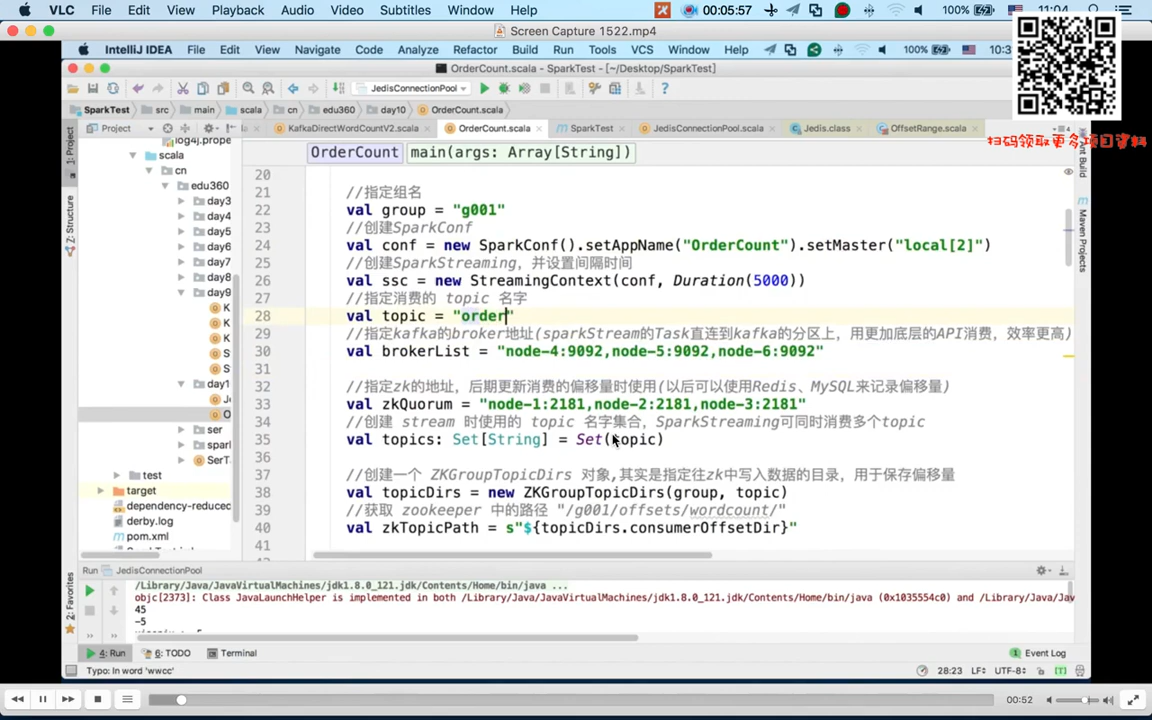 VLC File Edit View Playback Audio Video Subtitles Window Help 00:05:57 100% 11:04
Screen Capture 1522.mp4
IntelliJ IDEA File Edit View Navigate Code Analyze Refactor Build Run Tools VCS Window Help 100% 10:3
OrderCount.scala - SparkTest - [~/Desktop/SparkTest]
JedisConnectionPool
扫码领取更多项目资料
SparkTest src main scala cn edu360 day10 OrderCount.scala
Project KafkaDirectWordCountV2.scala OrderCount.scala SparkTest JedisConnectionPool.scala Jedis.class OffsetRange.scala
1: Project
Z: Structure
2: Favorites
Ant Build
Maven Projects
log4j.prope
scala
cn
edu360
day3
day4
day5
day6
day7
day8
day9
K
K
K
S
S
day1
Je
O
ser
sparl
SerT
test
target
dependency-reduced
derby.log
pom.xml
OrderCount main(args: Array[String])
20
21 //指定组名
22 val group = "g001"
23 //创建SparkConf
24 val conf = new SparkConf().setAppName("OrderCount").setMaster("local[2]")
25 //创建SparkStreaming，并设置间隔时间
26 val ssc = new StreamingContext(conf, Duration(5000))
27 //指定消费的 topic 名字
28 val topic = "order"
29 //指定kafka的broker地址(sparkStream的Task直连到kafka的分区上，用更加底层的API消费，效率更高)
30 val brokerList = "node-4:9092,node-5:9092,node-6:9092"
31
32 //指定zk的地址，后期更新消费的偏移量时使用(以后可以使用Redis、MySQL来记录偏移量)
33 val zkQuorum = "node-1:2181,node-2:2181,node-3:2181"
34 //创建 stream 时使用的 topic 名字集合，SparkStreaming可同时消费多个topic
35 val topics: Set[String] = Set(topic)
36
37 //创建一个 ZKGroupTopicDirs 对象,其实是指定往zk中写入数据的目录，用于保存偏移量
38 val topicDirs = new ZKGroupTopicDirs(group, topic)
39 //获取 zookeeper 中的路径 "/g001/offsets/wordcount/"
40 val zkTopicPath = s"${topicDirs.consumerOffsetDir}"
41
Run JedisConnectionPool
/Library/Java/JavaVirtualMachines/jdk1.8.0_121.jdk/Contents/Home/bin/java ...
objc[2373]: Class JavaLaunchHelper is implemented in both /Library/Java/JavaVirtualMachines/jdk1.8.0_121.jdk/Contents/Home/bin/java (0x1035554c0) and /Library/Java/Jav
45
-5
4: Run 6: TODO Terminal Event Log
Typo: In word 'wwcc' 28:23 LF÷ UTF-8÷
00:52